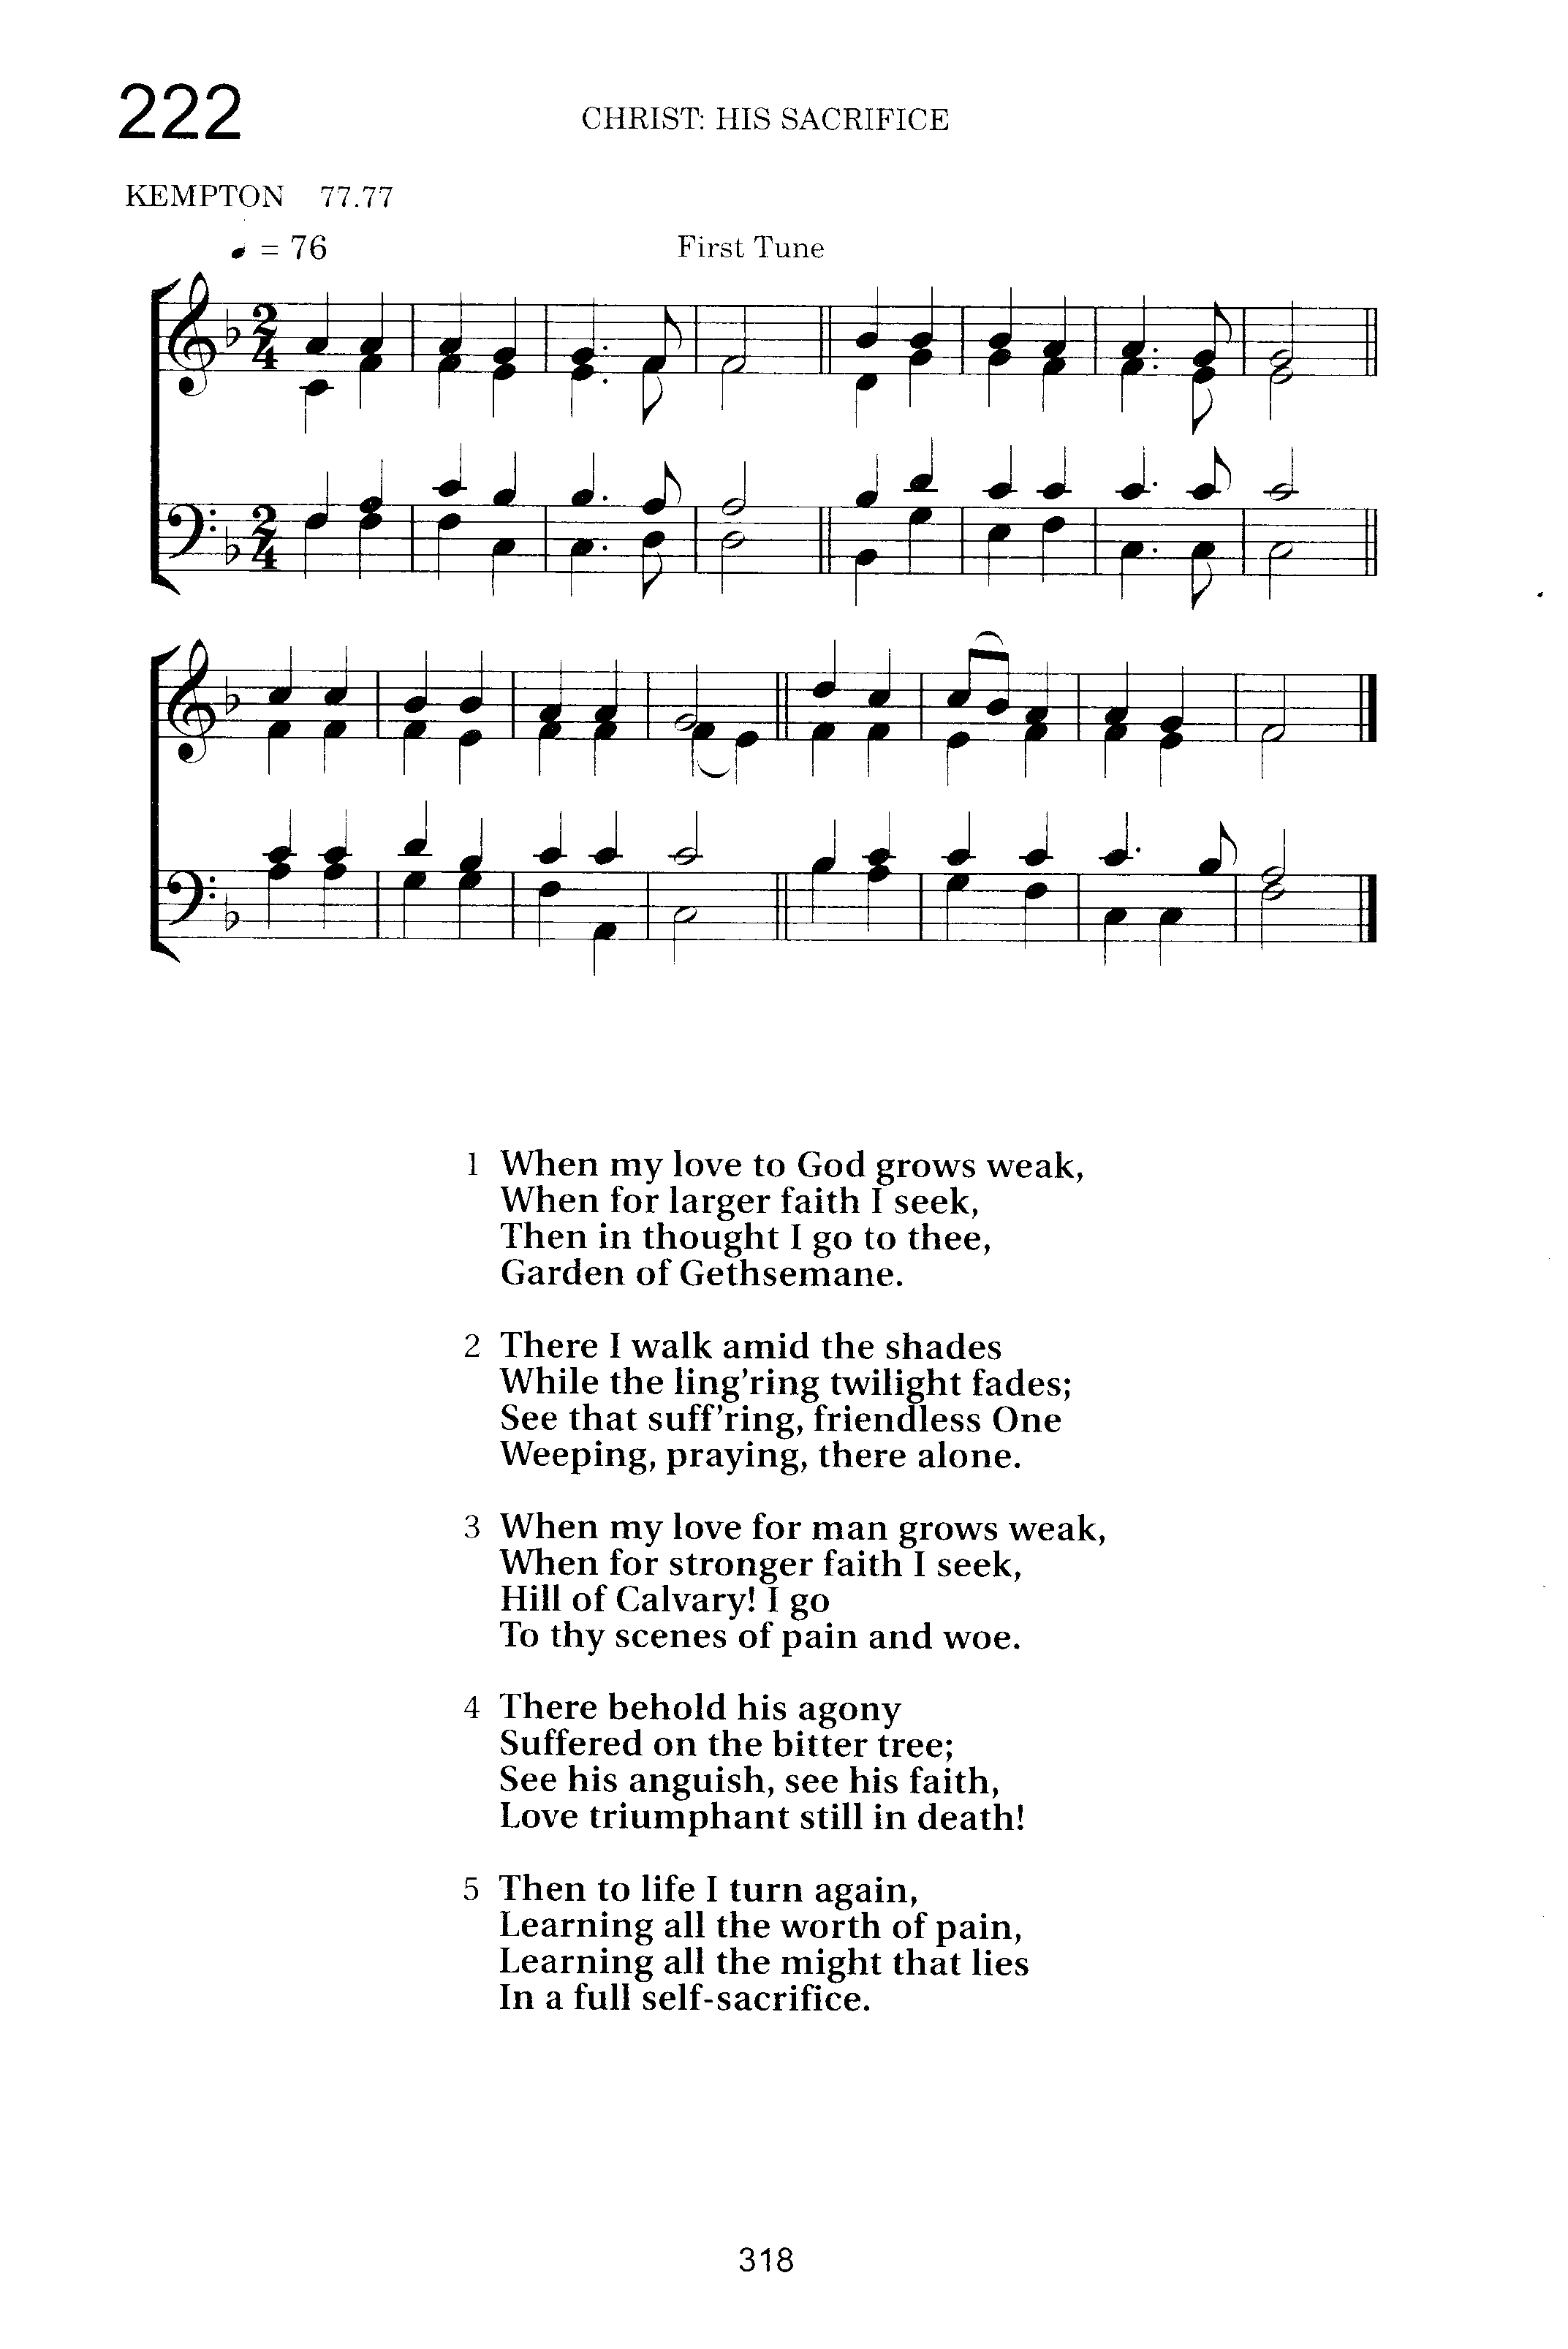 222
CHRIST: HIS SACRIFICE
KEMPTON 77.77
♩ = 76
First Tune
1 When my love to God grows weak,
When for larger faith I seek,
Then in thought I go to thee,
Garden of Gethsemane.
2 There I walk amid the shades
While the ling’ring twilight fades;
See that suff’ring, friendless One
Weeping, praying, there alone.
3 When my love for man grows weak,
When for stronger faith I seek,
Hill of Calvary! I go
To thy scenes of pain and woe.
4 There behold his agony
Suffered on the bitter tree;
See his anguish, see his faith,
Love triumphant still in death!
5 Then to life I turn again,
Learning all the worth of pain,
Learning all the might that lies
In a full self-sacrifice.
318